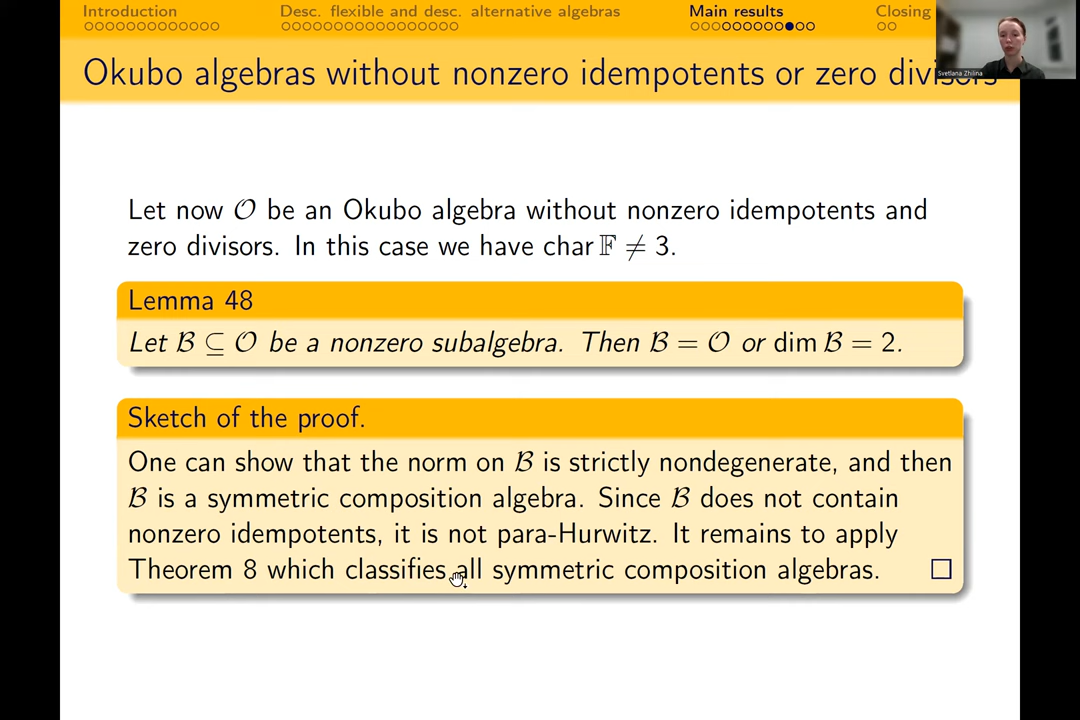 Introduction
Desc. flexible and desc. alternative algebras
Main results
Closing
Okubo algebras without nonzero idempotents or zero divisors
Svetlana Zhilina
Let now 𝒪 be an Okubo algebra without nonzero idempotents and
zero divisors. In this case we have char 𝔽 ≠ 3.
Lemma 48
Let ℬ ⊆ 𝒪 be a nonzero subalgebra. Then ℬ = 𝒪 or dim ℬ = 2.
Sketch of the proof.
One can show that the norm on ℬ is strictly nondegenerate, and then
ℬ is a symmetric composition algebra. Since ℬ does not contain
nonzero idempotents, it is not para-Hurwitz. It remains to apply
Theorem 8 which classifies all symmetric composition algebras. □